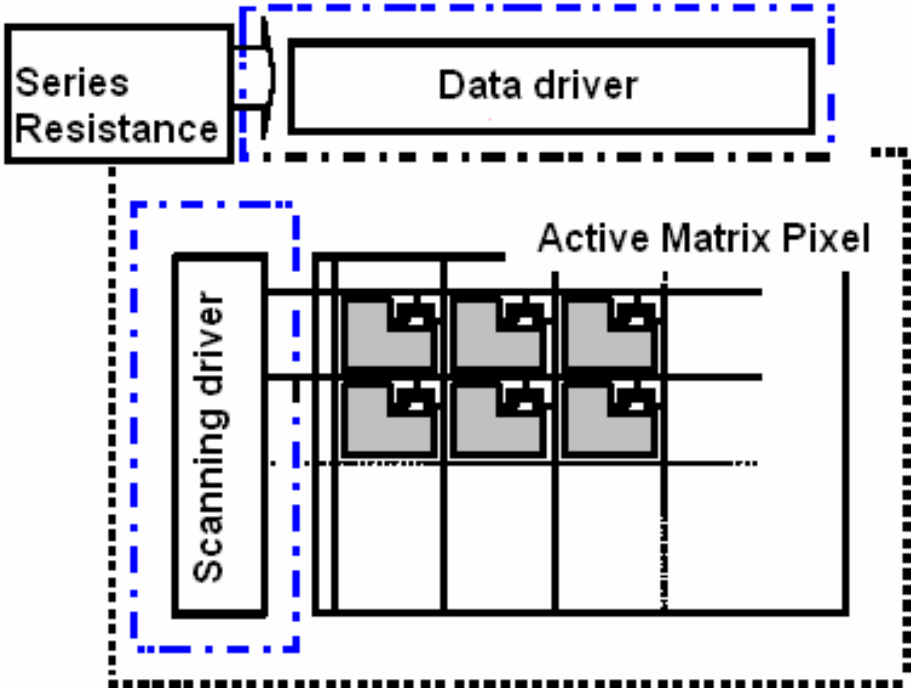 Series
Resistance
Data driver
Active Matrix Pixel
Scanning driver